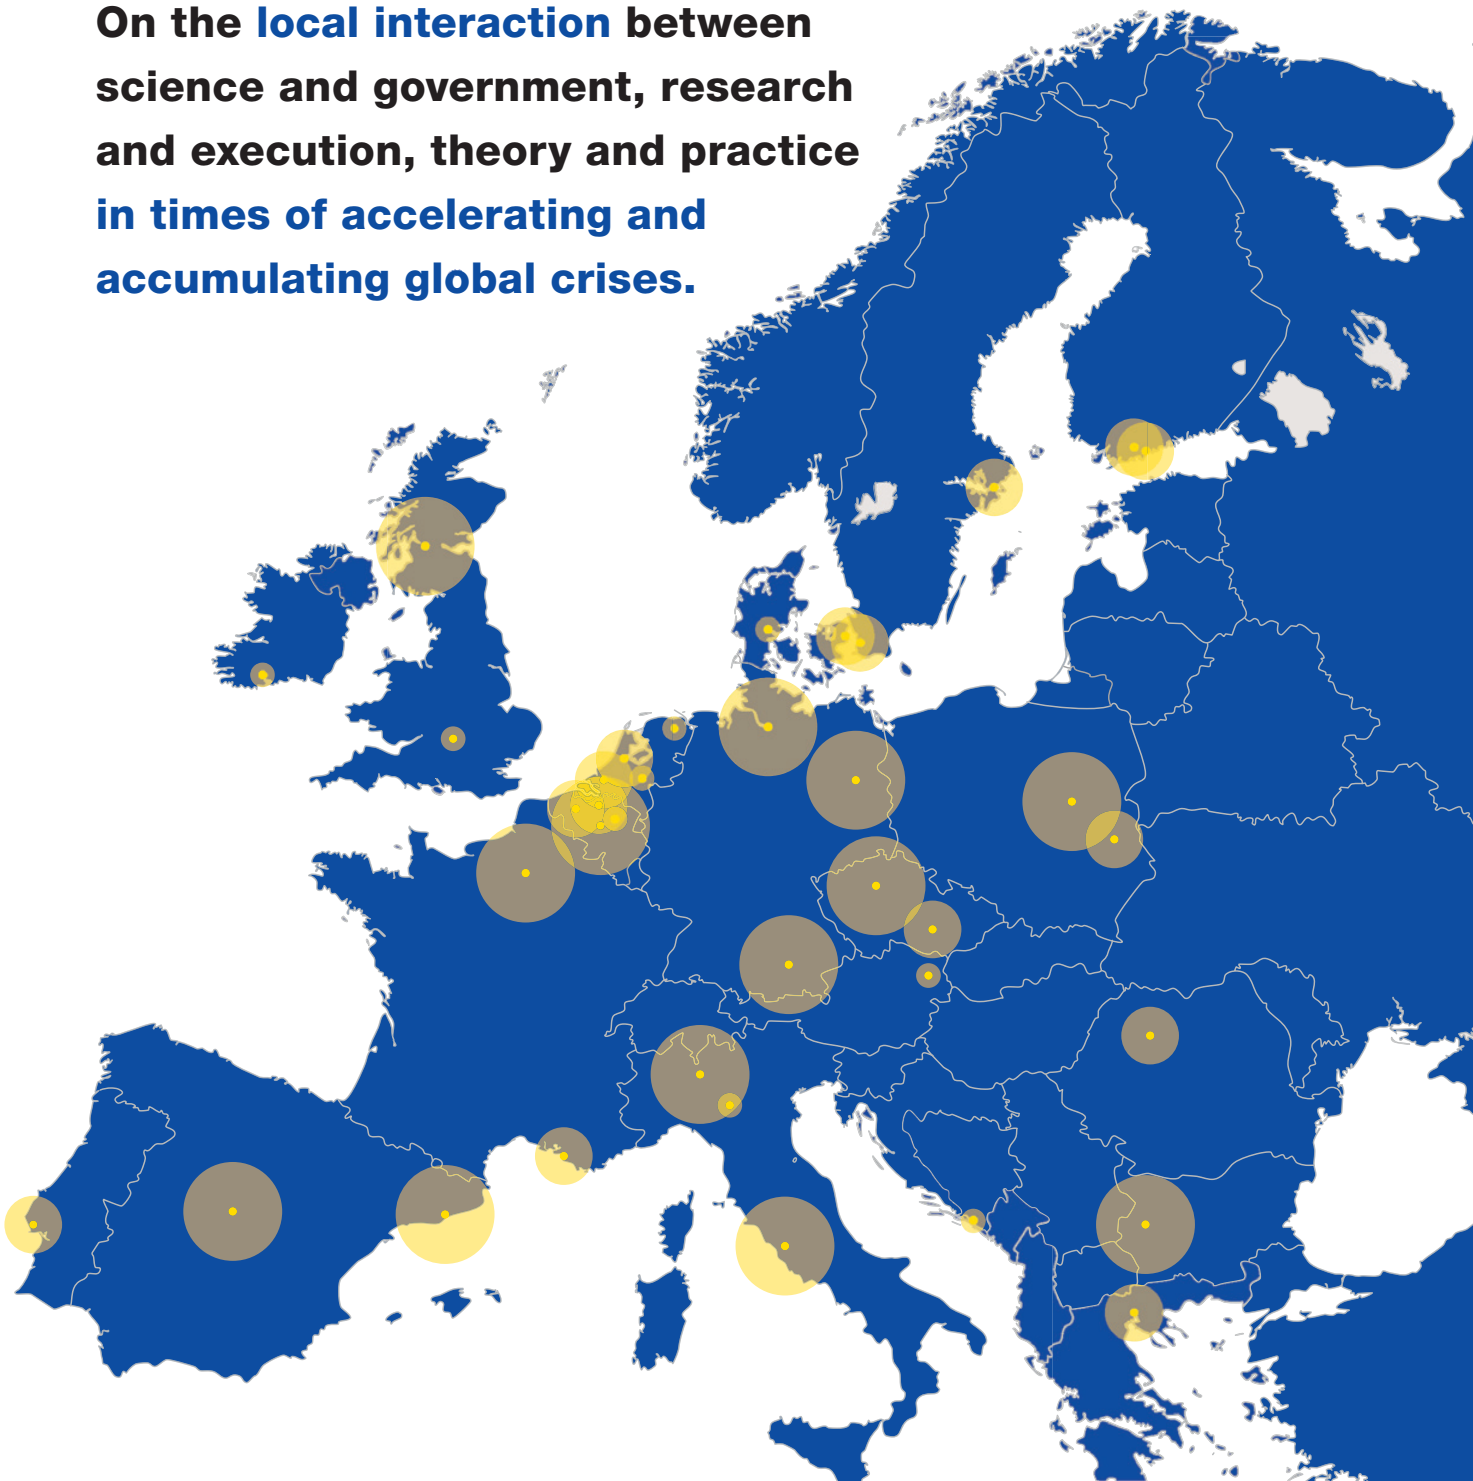 On the local interaction between
science and government, research
and execution, theory and practice
in times of accelerating and
accumulating global crises.